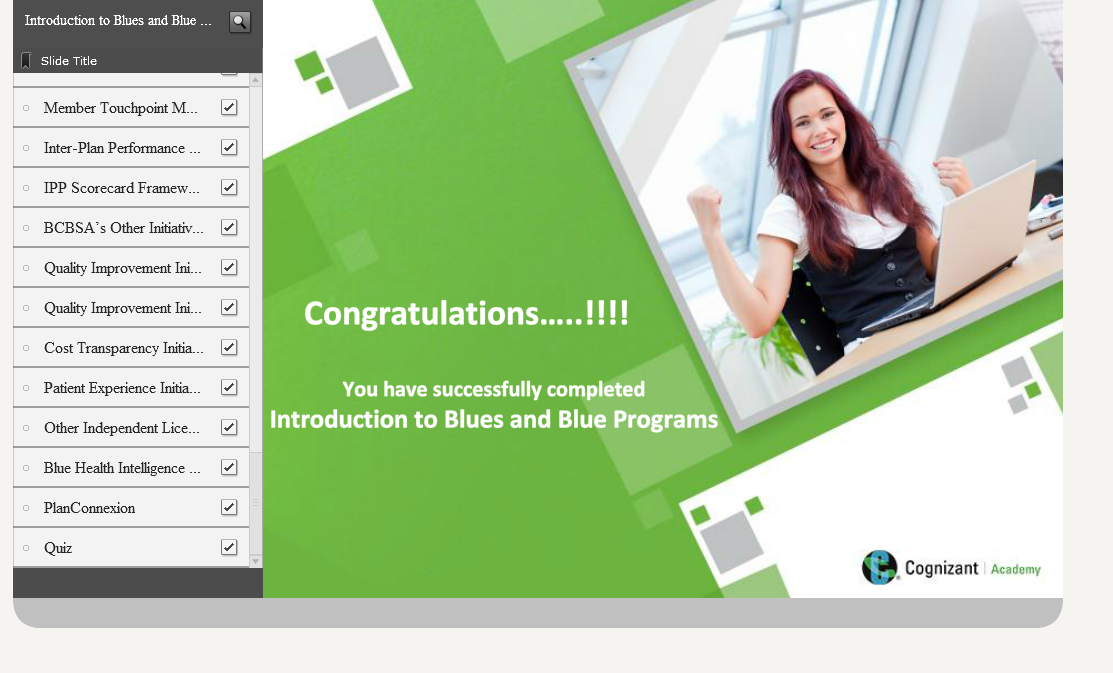 Introduction to Blues and Blue ...
Slide Title
Member Touchpoint M...
Inter-Plan Performance ...
IPP Scorecard Framew...
BCBSA's Other Initiativ...
Quality Improvement Ini...
Quality Improvement Ini...
Cost Transparency Initia...
Patient Experience Initia...
Other Independent Lice...
Blue Health Intelligence ...
PlanConnexion
Quiz
Congratulations.....!!!!
You have successfully completed
Introduction to Blues and Blue Programs
Cognizant | Academy